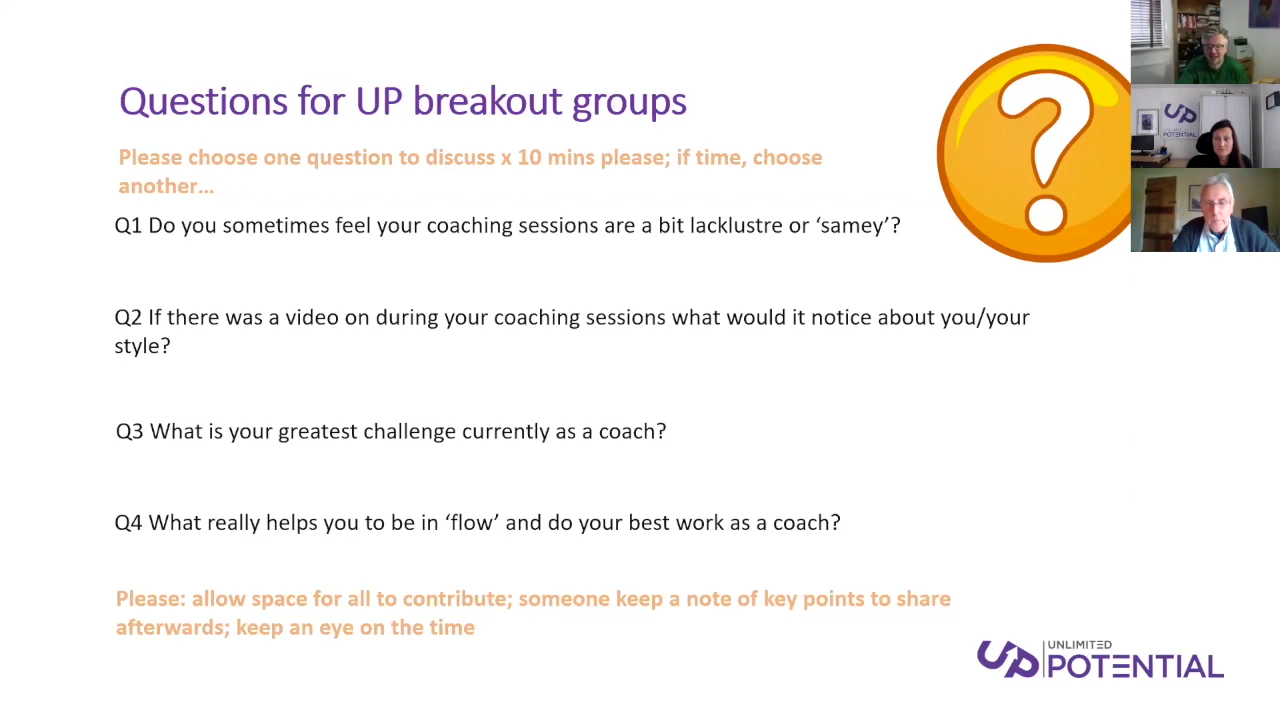 Questions for UP breakout groups
Please choose one question to discuss x 10 mins please; if time, choose
another…
Q1 Do you sometimes feel your coaching sessions are a bit lacklustre or ‘samey’?
Q2 If there was a video on during your coaching sessions what would it notice about you/your
style?
Q3 What is your greatest challenge currently as a coach?
Q4 What really helps you to be in ‘flow’ and do your best work as a coach?
Please: allow space for all to contribute; someone keep a note of key points to share
afterwards; keep an eye on the time
UP
POTENTIAL
UP UNLIMITED
POTENTIAL